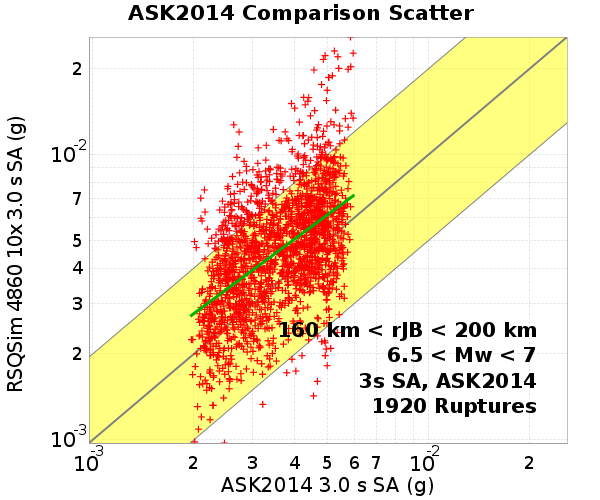 ASK2014 Comparison Scatter
RSQSim 4860 10x 3.0 s SA (g)
2
10-2
7
5
4
3
2
10-3
160 km < rJB < 200 km
6.5 < Mw < 7
3s SA, ASK2014
1920 Ruptures
10-3 2 3 4 5 6 7 10-2 2
ASK2014 3.0 s SA (g)